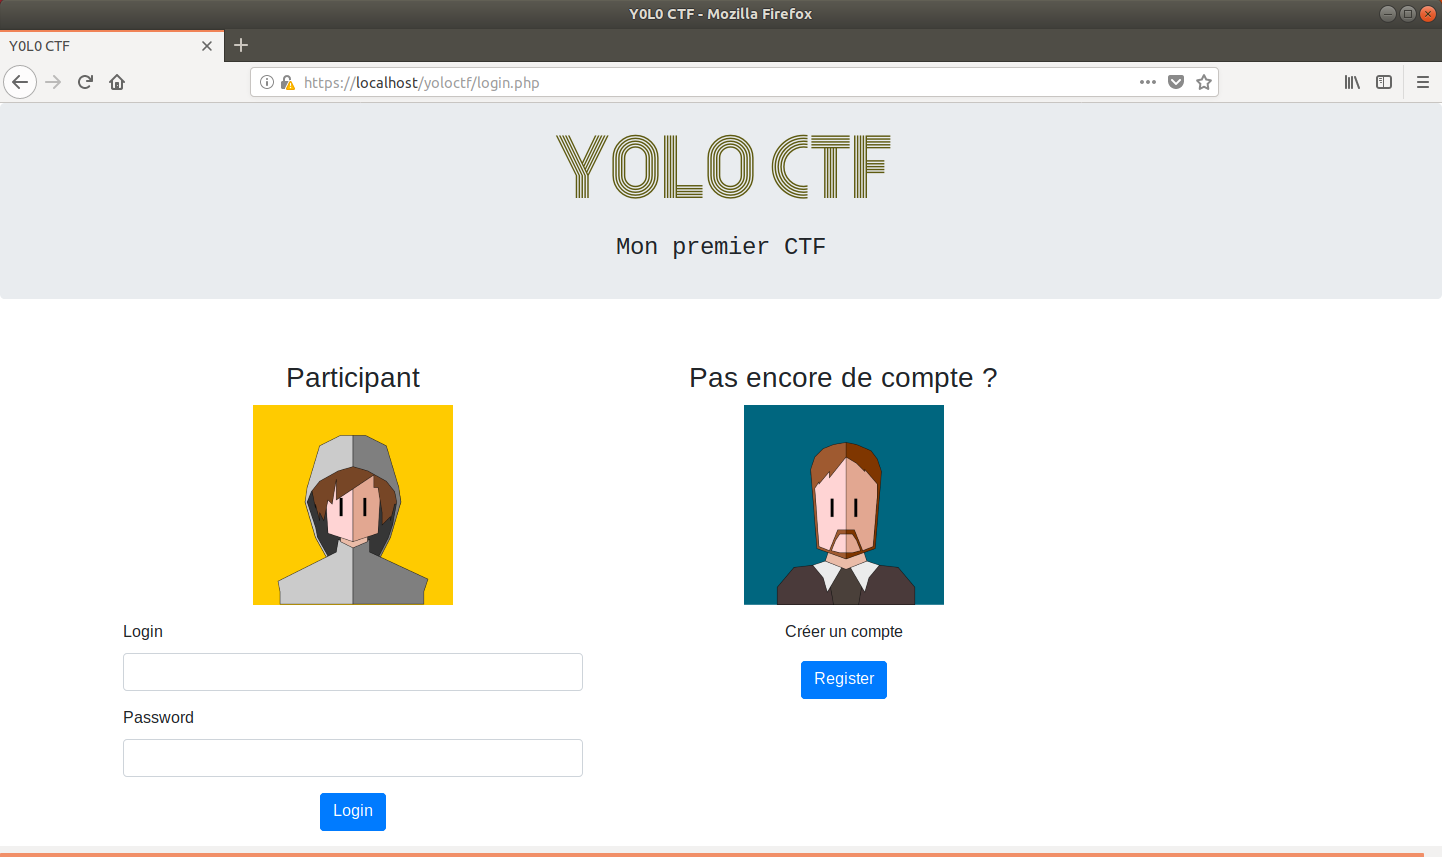 Y0L0 CTF - Mozilla Firefox
Y0L0 CTF
https://localhost/yoloctf/login.php
Y0L0 CTF
Mon premier CTF
Participant
Pas encore de compte ?
Login
Créer un compte
Register
Password
Login